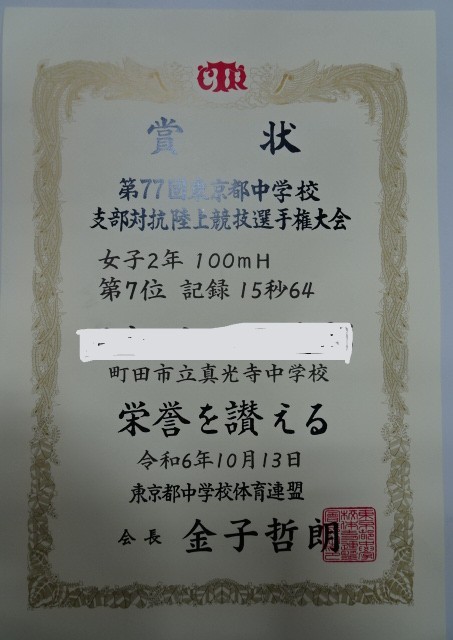 賞状
第77回東京都中学校
支部対抗陸上競技選手権大会
女子2年 100mH
第7位 記録 15秒64
町田市立真光寺中学校
栄誉を讃える
令和6年10月13日
東京都中学校体育連盟
会長 金子哲朗